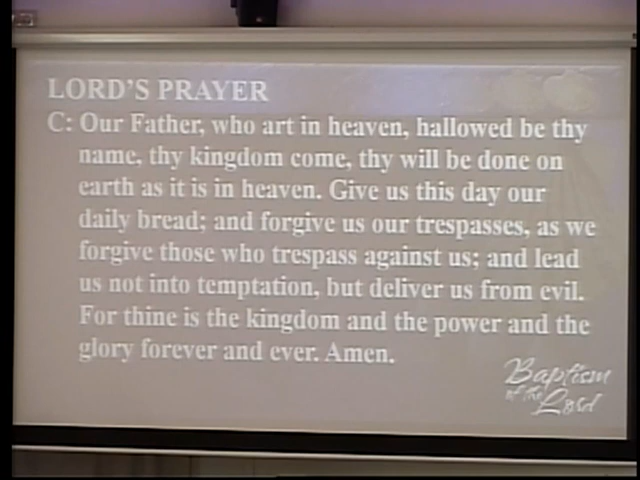 LORD'S PRAYER
C: Our Father, who art in heaven, hallowed be thy
name, thy kingdom come, thy will be done on
earth as it is in heaven. Give us this day our
daily bread; and forgive us our trespasses, as we
forgive those who trespass against us; and lead
us not into temptation, but deliver us from evil.
For thine is the kingdom and the power and the
glory forever and ever. Amen.
Baptism
of the
Lord